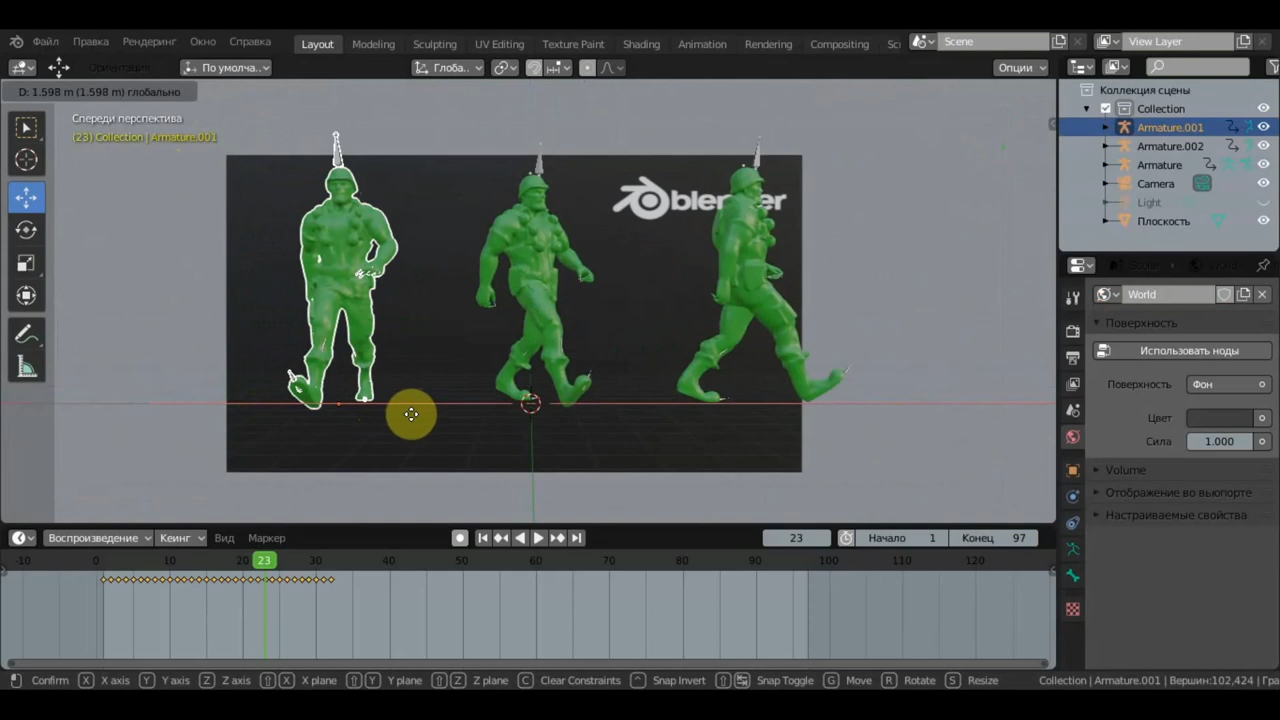 Файл Правка Рендеринг Окно Справка Layout Modeling Sculpting UV Editing Texture Paint Shading Animation Rendering Compositing Sc Scene View Layer
Ориентация По умолча.. Глоба.. Опции
D: 1.598 m (1.598 m) глобально
Спереди перспектива
(23) Collection | Armature.001
blender
Коллекция сцены
Collection
Armature.001
Armature.002
Armature
Camera
Light
Плоскость
Scene World
World
Поверхность
Использовать ноды
Поверхность Фон
Цвет
Сила 1.000
Volume
Отображение во вьюпорте
Настраиваемые свойства
Воспроизведение Кеинг Вид Маркер 23 Начало 1 Конец 97
-10 0 10 20 23 30 40 50 60 70 80 90 100 110 120
Confirm X X axis Y Y axis Z Z axis X X plane Y Y plane Z Z plane C Clear Constraints ^ Snap Invert Snap Toggle G Move R Rotate S Resize Collection | Armature.001 | Вершин:102,424 | Гра